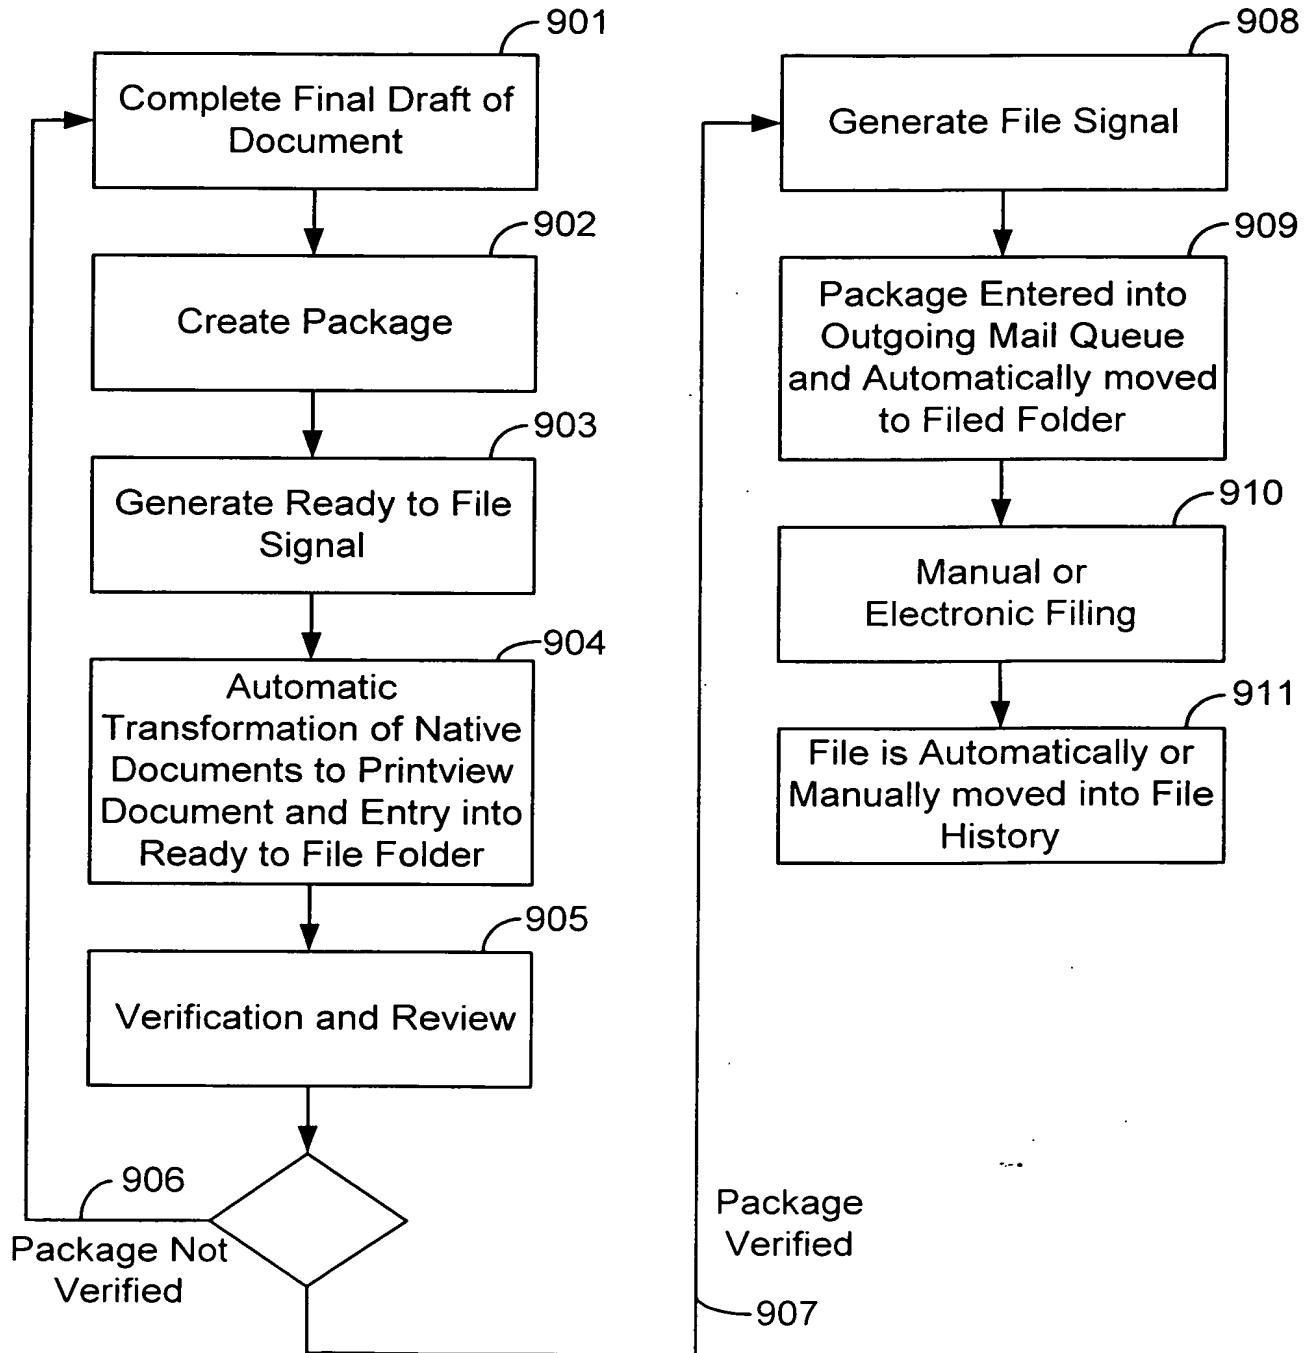 901
Complete Final Draft of
Document
902
Create Package
903
Generate Ready to File
Signal
904
Automatic
Transformation of Native
Documents to Printview
Document and Entry into
Ready to File Folder
905
Verification and Review
906
Package Not
Verified
Package
Verified
907
908
Generate File Signal
909
Package Entered into
Outgoing Mail Queue
and Automatically moved
to Filed Folder
910
Manual or
Electronic Filing
911
File is Automatically or
Manually moved into File
History